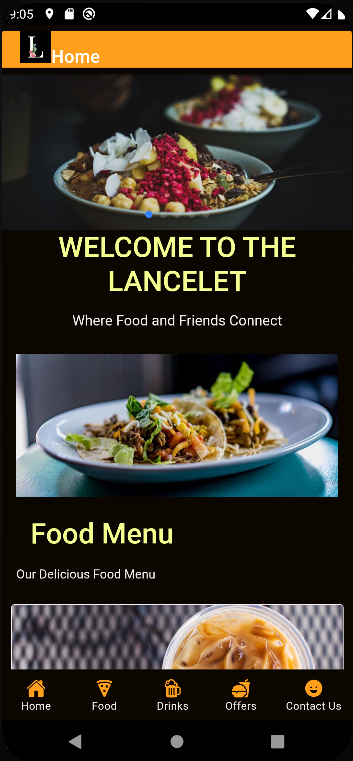 9:05
L
Home
WELCOME TO THE
LANCELET
Where Food and Friends Connect
Food Menu
Our Delicious Food Menu
Home Food Drinks Offers Contact Us